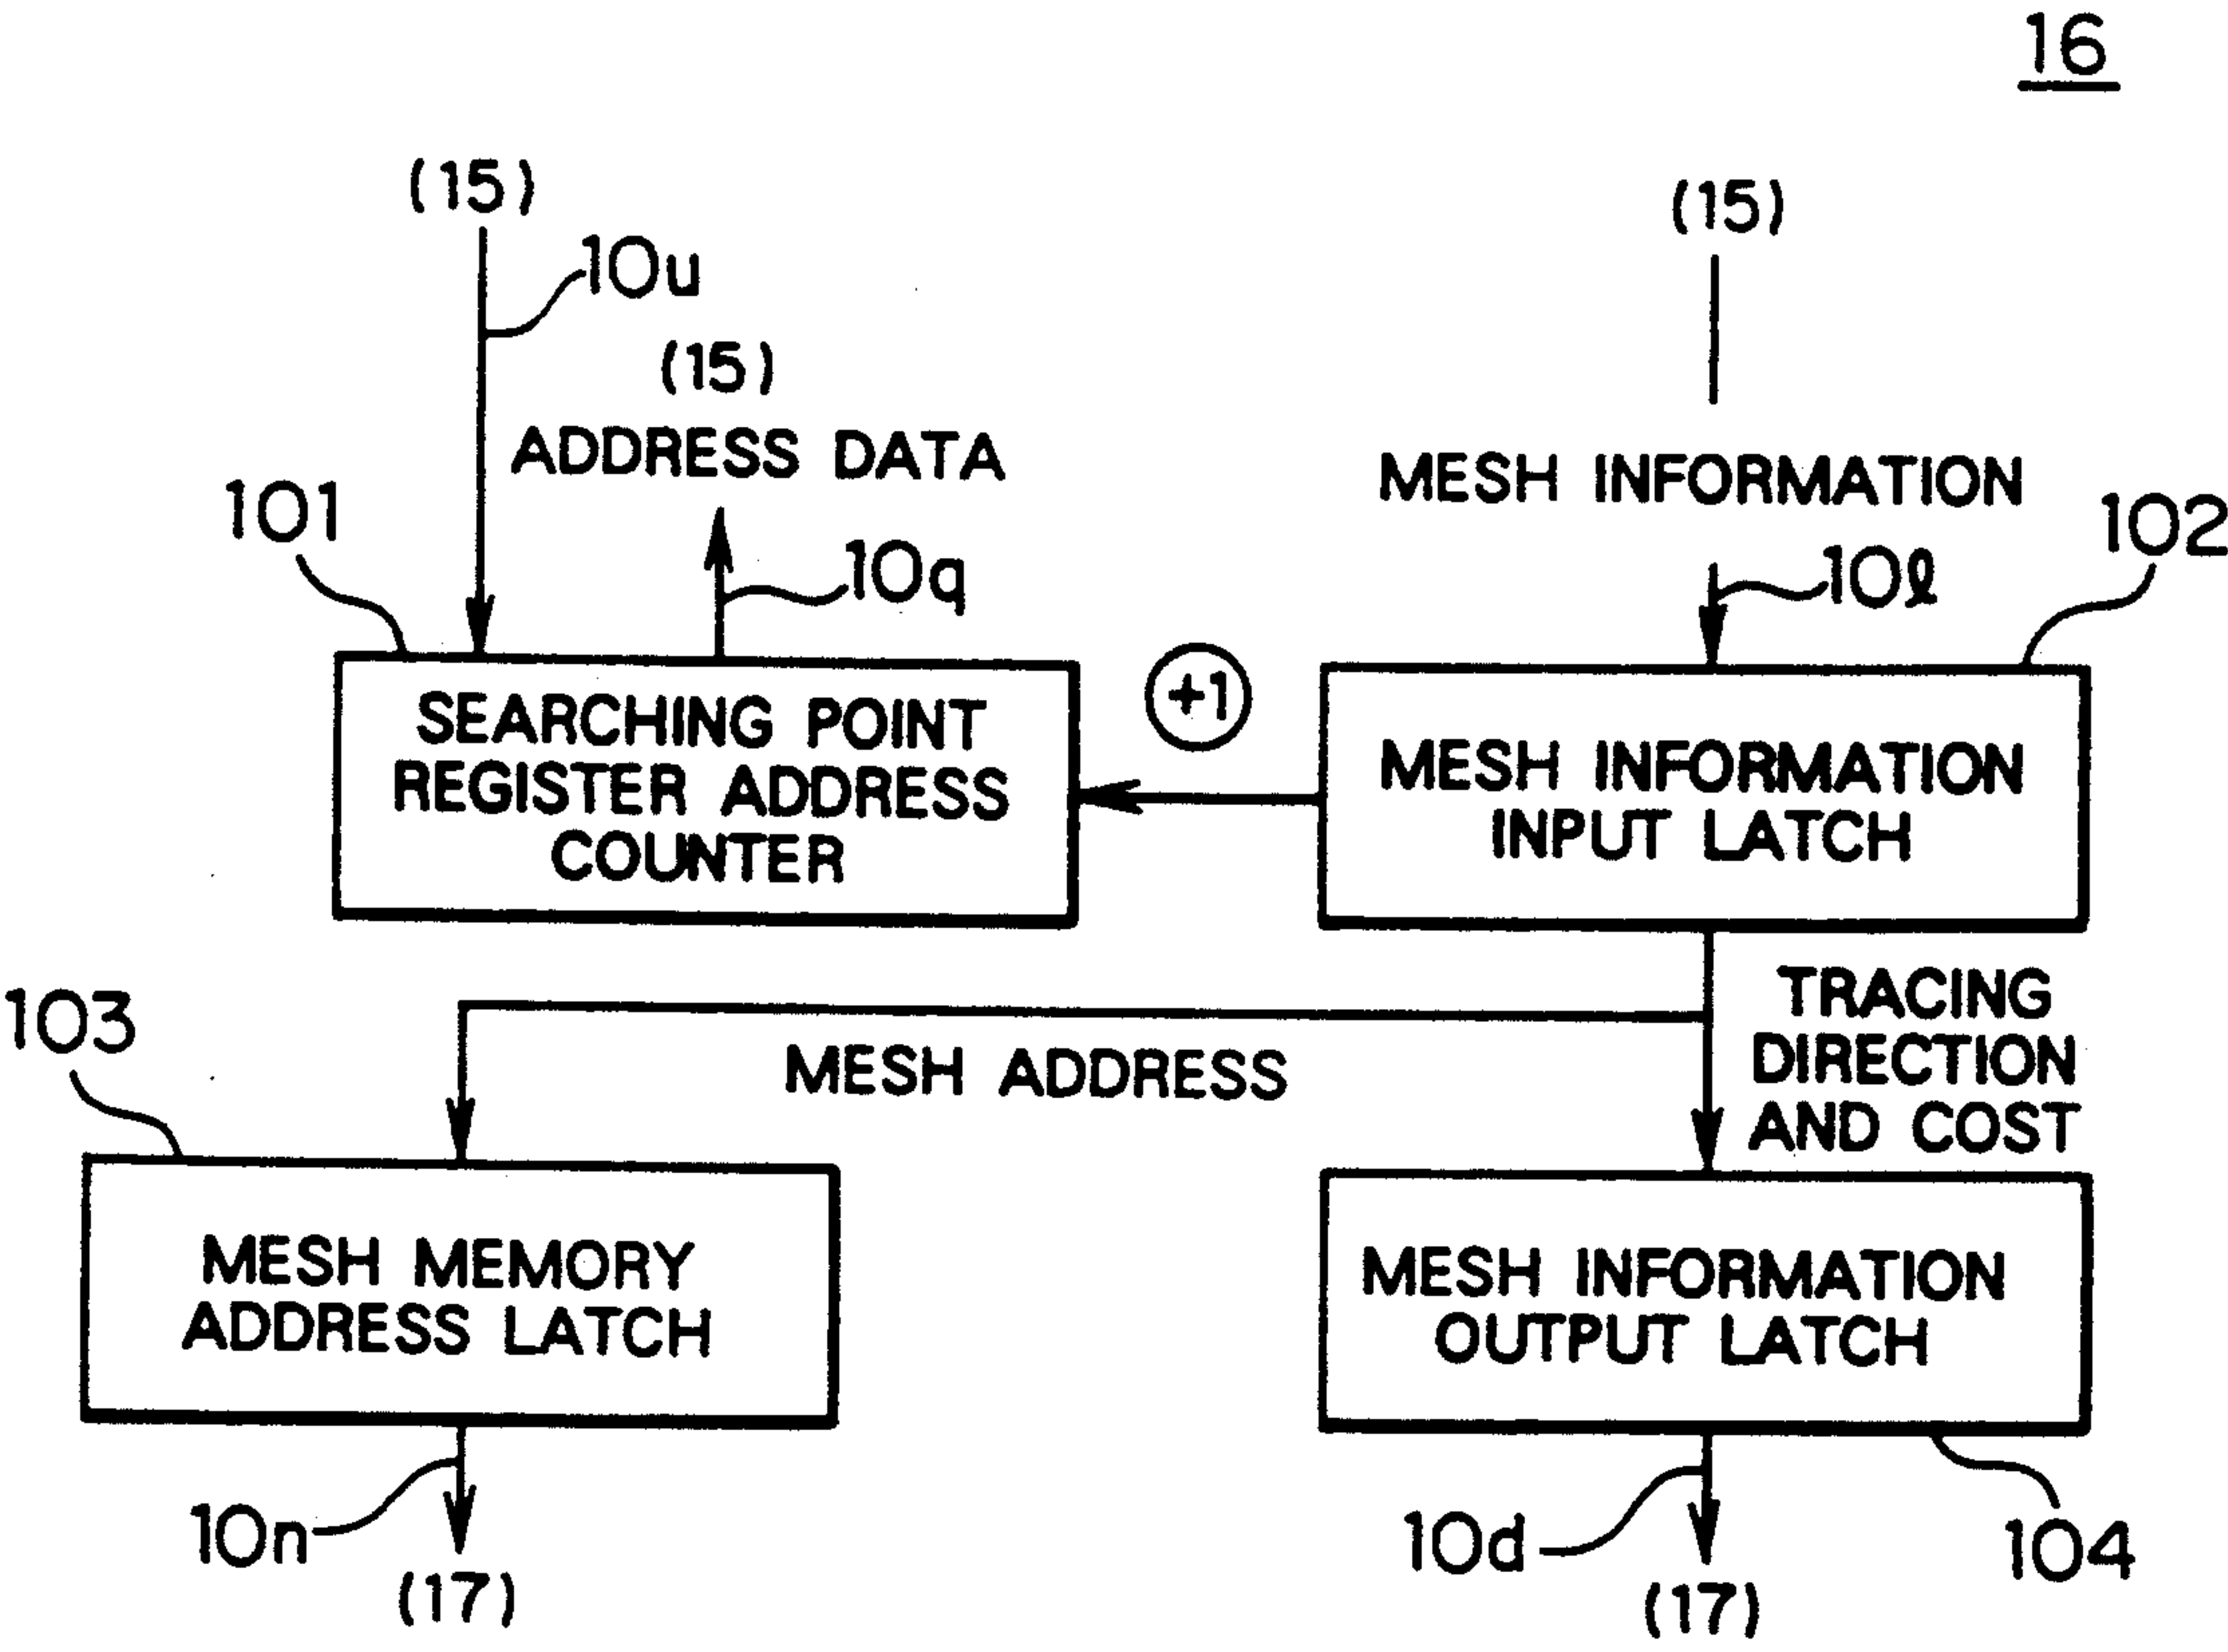 16
(15)
10u
(15)
ADDRESS DATA
10q
101
(15)
MESH INFORMATION
10ℓ
102
SEARCHING POINT
REGISTER ADDRESS
COUNTER
+1
MESH INFORMATION
INPUT LATCH
TRACING
DIRECTION
AND COST
MESH ADDRESS
103
MESH MEMORY
ADDRESS LATCH
MESH INFORMATION
OUTPUT LATCH
10n
(17)
10d
(17)
104